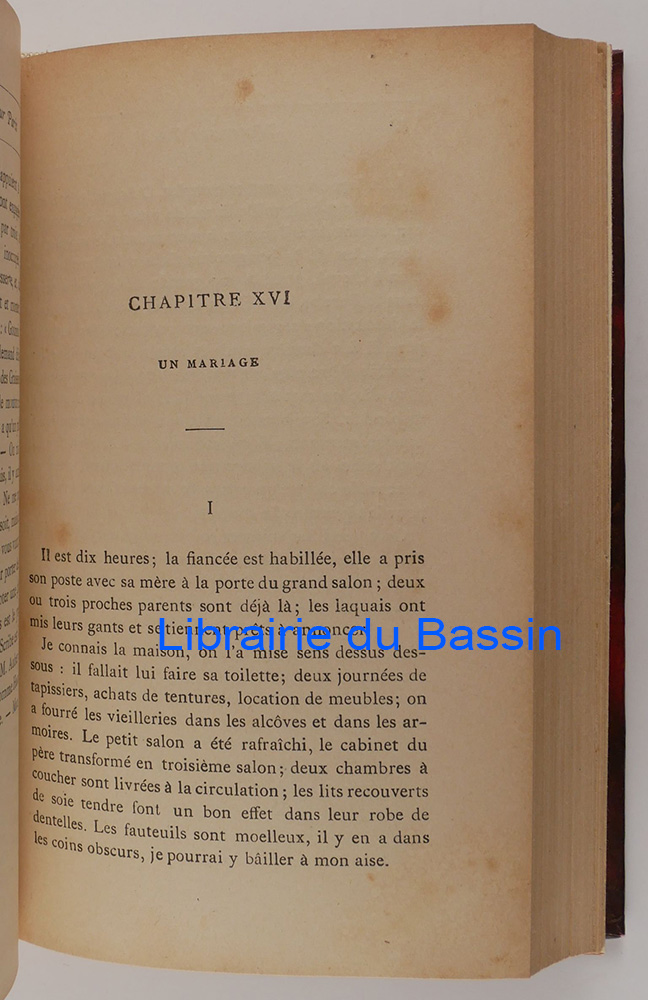 ur Paris
CHAPITRE XVI
UN MARIAGE
I
Il est dix heures; la fiancée est habillée, elle a pris
son poste avec sa mère à la porte du grand salon; deux
ou trois proches parents sont déjà là; les laquais ont
mis leurs gants et se tiennent prêts à annoncer.
Librairie du Bassin
Je connais la maison, on l'a mise sens dessus des-
sous : il fallait lui faire sa toilette; deux journées de
tapissiers, achats de tentures, location de meubles; on
a fourré les vieilleries dans les alcôves et dans les ar-
moires. Le petit salon a été rafraîchi, le cabinet du
père transformé en troisième salon; deux chambres à
coucher sont livrées à la circulation; les lits recouverts
de soie tendre font un bon effet dans leur robe de
dentelles. Les fauteuils sont moelleux, il y en a dans
les coins obscurs, je pourrai y bâiller à mon aise.